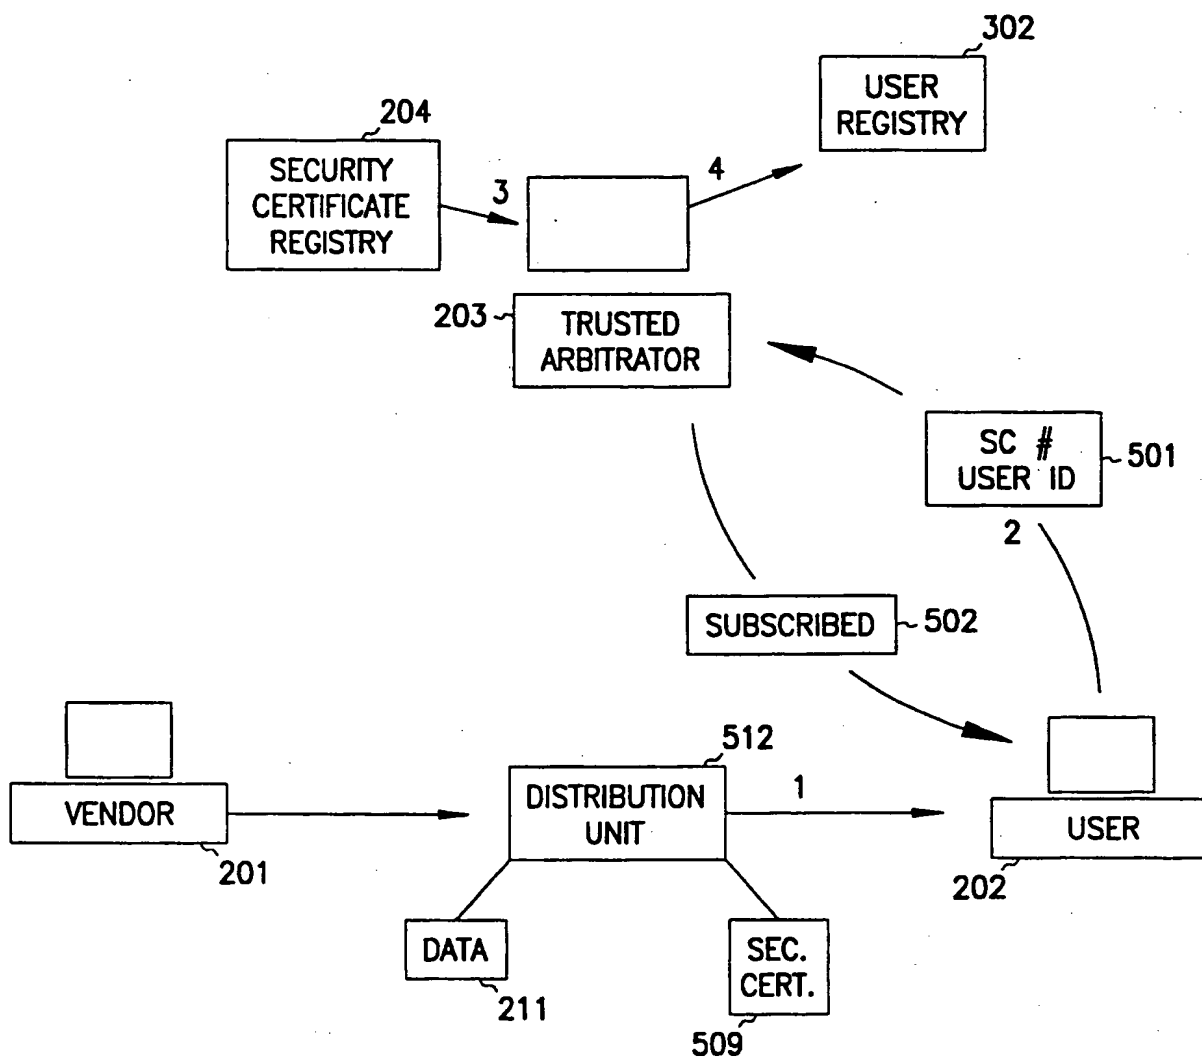 302
USER
REGISTRY
204
SECURITY
CERTIFICATE
REGISTRY
3
4
203
TRUSTED
ARBITRATOR
SC #
USER ID
501
2
SUBSCRIBED
502
512
VENDOR
201
DISTRIBUTION
UNIT
1
USER
202
DATA
211
SEC.
CERT.
509